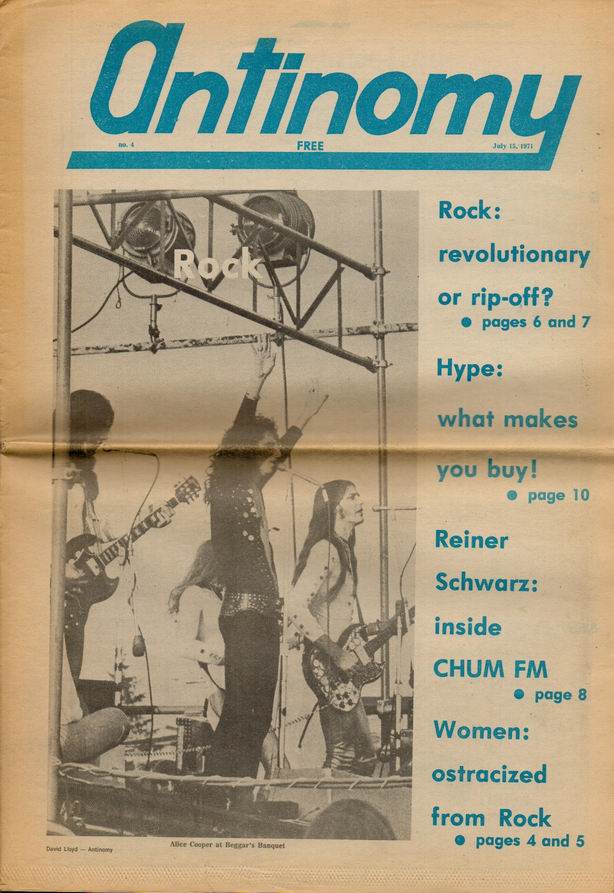 Antinomy
no. 4
FREE
July 15, 1971
Rock
Rock:
revolutionary
or rip-off?
● pages 6 and 7
Hype:
what makes
you buy!
● page 10
Reiner
Schwarz:
inside
CHUM FM
● page 8
Women:
ostracized
from Rock
● pages 4 and 5
David Lloyd — Antinomy
Alice Cooper at Beggar's Banquet